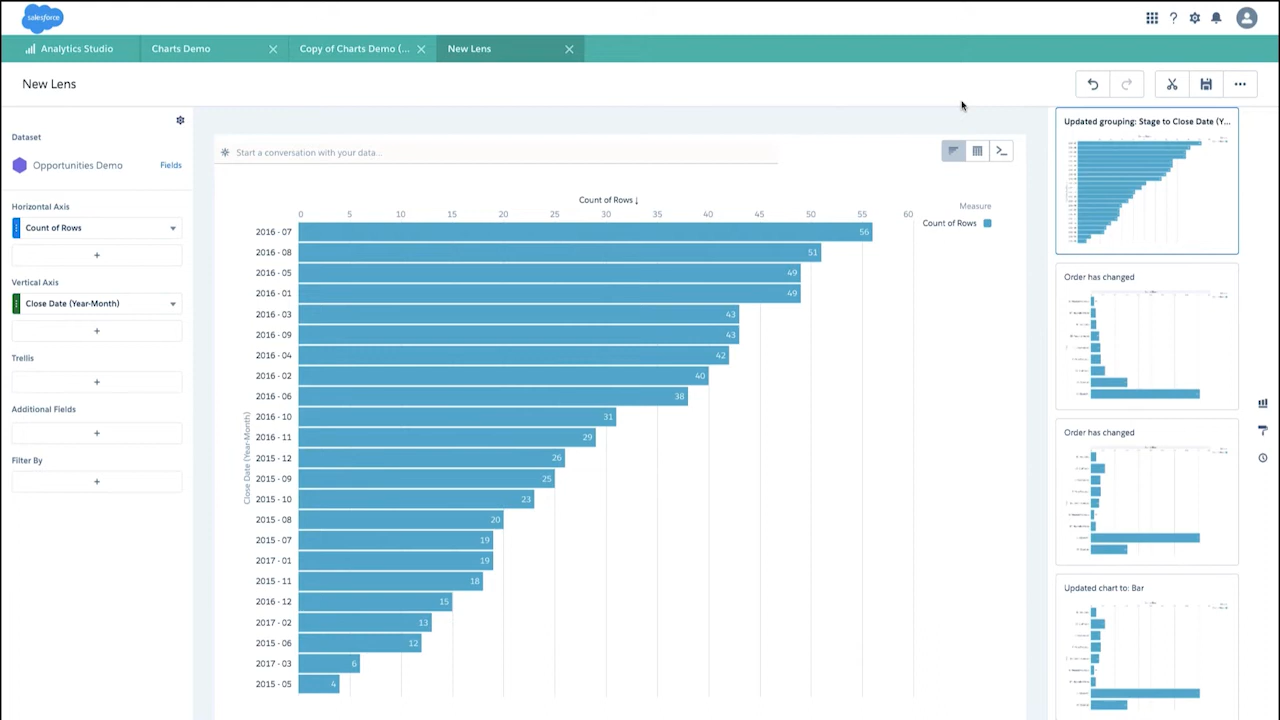 salesforce
Analytics Studio
Charts Demo
Copy of Charts Demo (...
New Lens
New Lens
Dataset
Opportunities Demo
Fields
Horizontal Axis
Count of Rows
+
Vertical Axis
Close Date (Year-Month)
+
Trellis
+
Additional Fields
+
Filter By
+
Start a conversation with your data...
Count of Rows ↓
0 5 10 15 20 25 30 35 40 45 50 55 60
Measure
Count of Rows
Close Date (Year-Month)
2016 - 07 56
2016 - 08 51
2016 - 05 49
2016 - 01 49
2016 - 03 43
2016 - 09 43
2016 - 04 42
2016 - 02 40
2016 - 06 38
2016 - 10 31
2016 - 11 29
2015 - 12 26
2015 - 09 25
2015 - 10 23
2015 - 08 20
2015 - 07 19
2017 - 01 19
2015 - 11 18
2016 - 12 15
2017 - 02 13
2015 - 06 12
2017 - 03 6
2015 - 05 4
Updated grouping: Stage to Close Date (Y...
Order has changed
Order has changed
Updated chart to: Bar